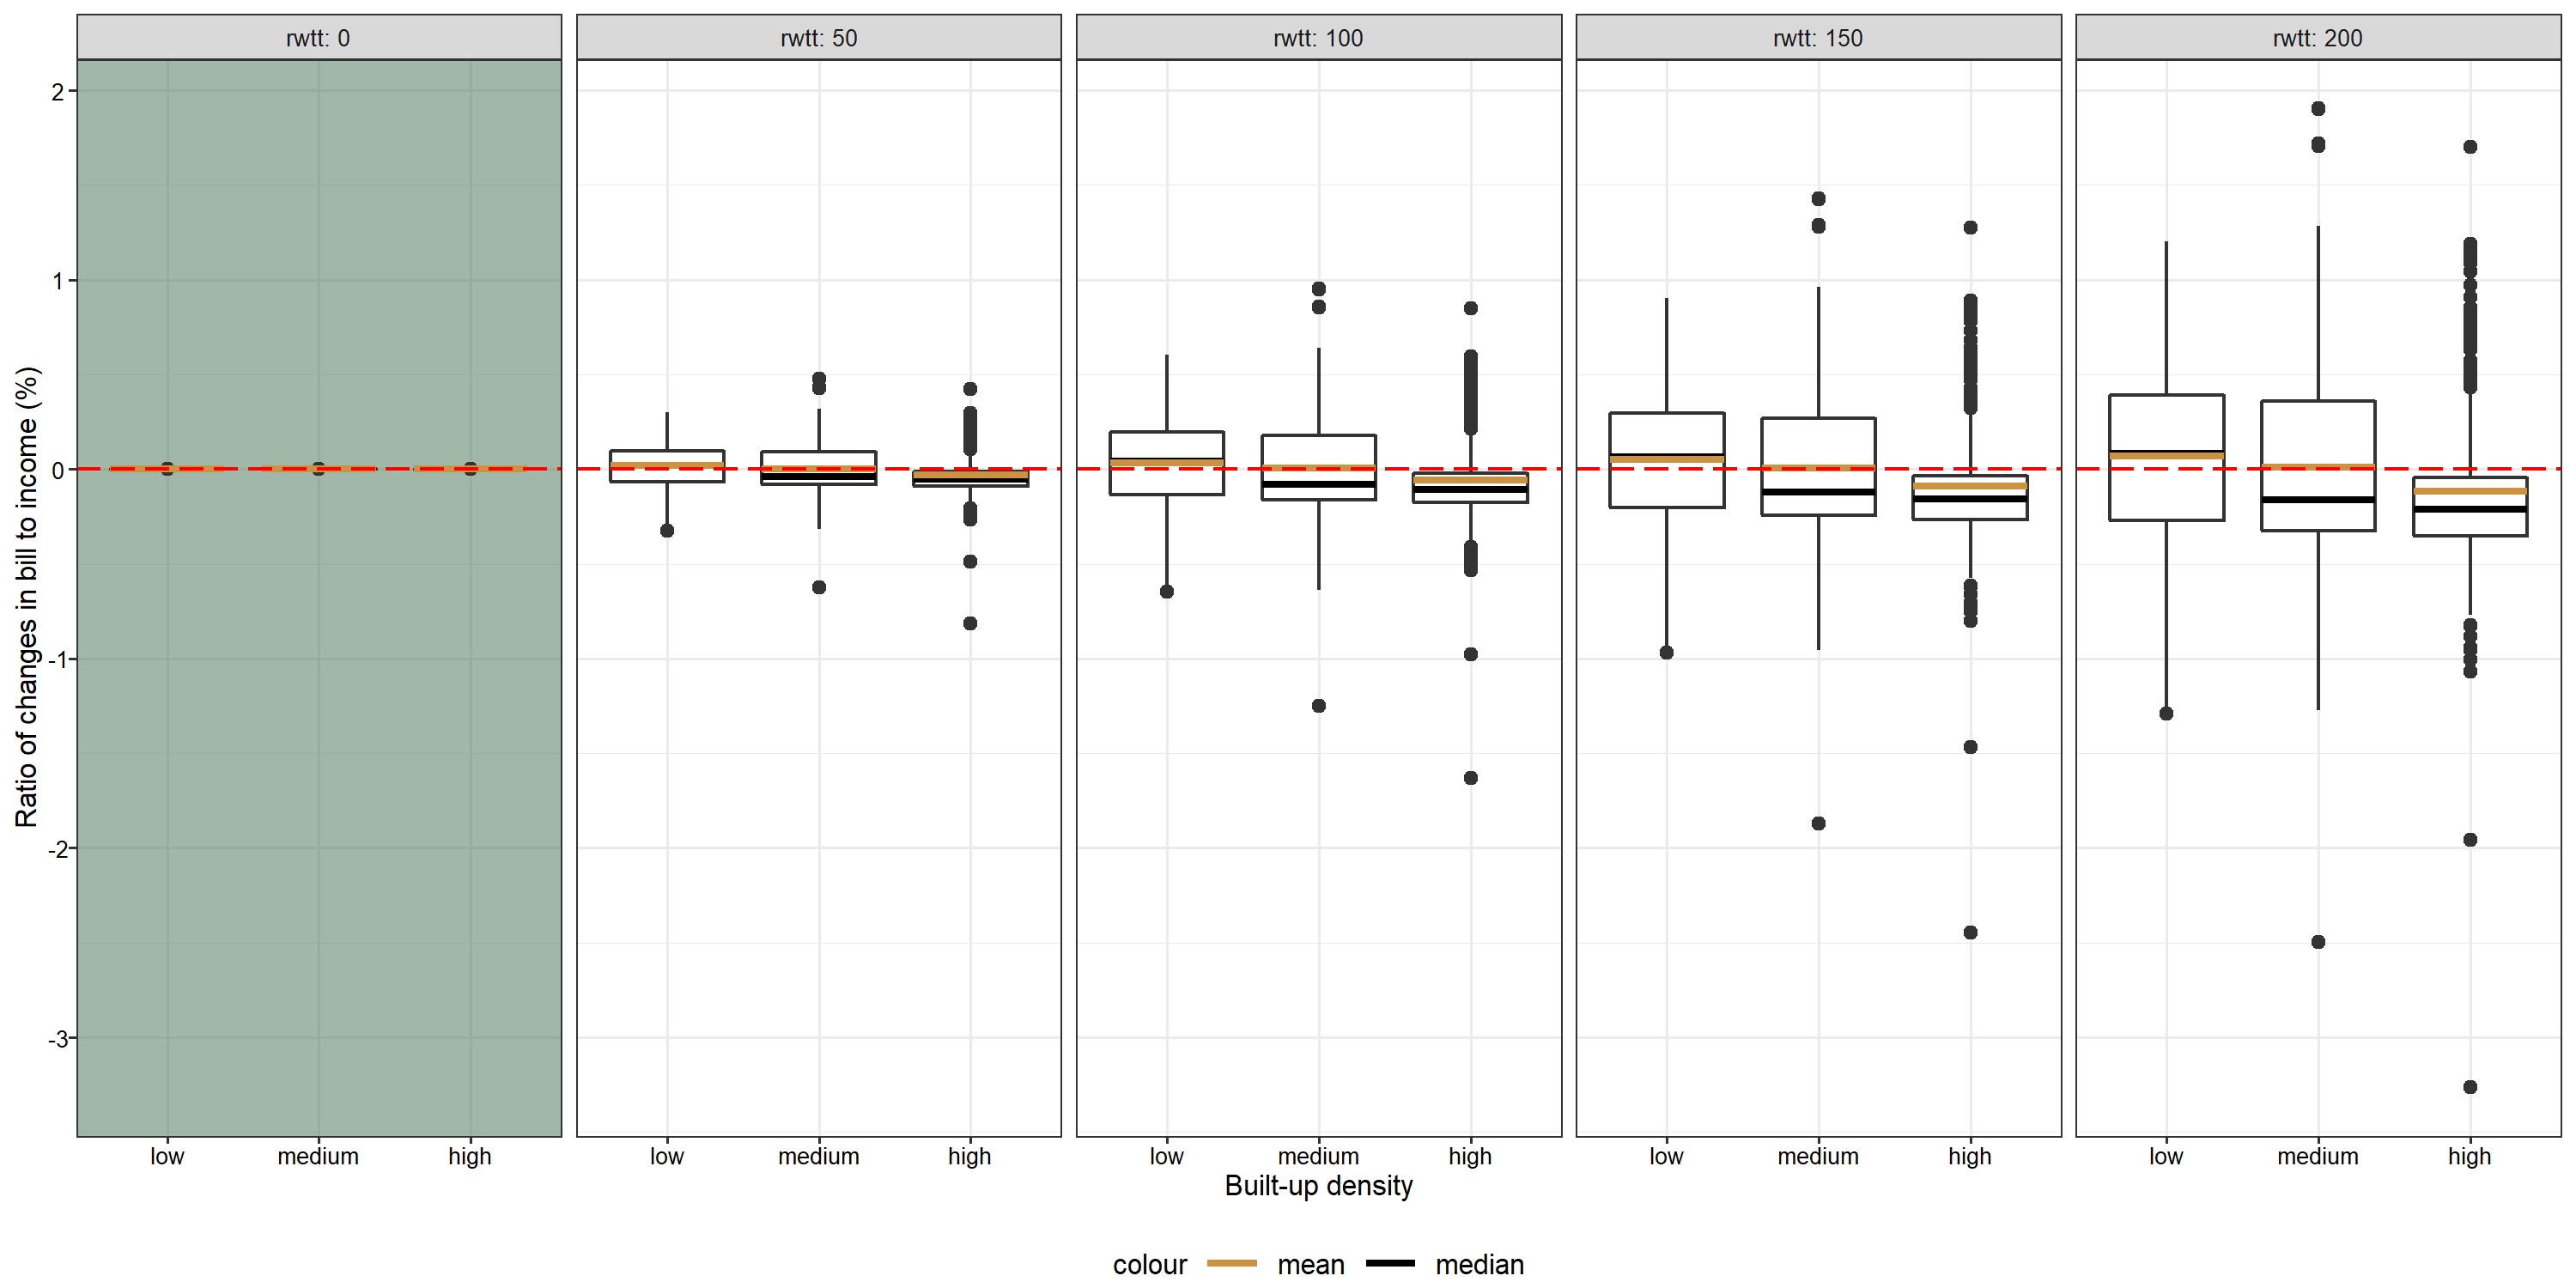 rwtt: 0
rwtt: 50
rwtt: 100
rwtt: 150
rwtt: 200
Ratio of changes in bill to income (%)
2
1
0
-1
-2
-3
low medium high
low medium high
low medium high
low medium high
low medium high
Built-up density
colour mean median